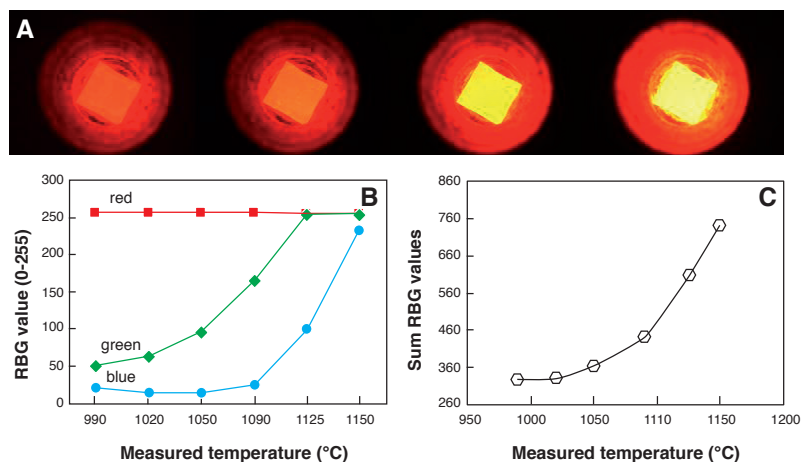 A
B
300
250
200
150
100
50
0
RBG value (0-255)
red
green
blue
990 1020 1050 1090 1125 1150
Measured temperature (°C)
C
860
760
660
560
460
360
260
Sum RBG values
950 1000 1050 1110 1150 1200
Measured temperature (°C)